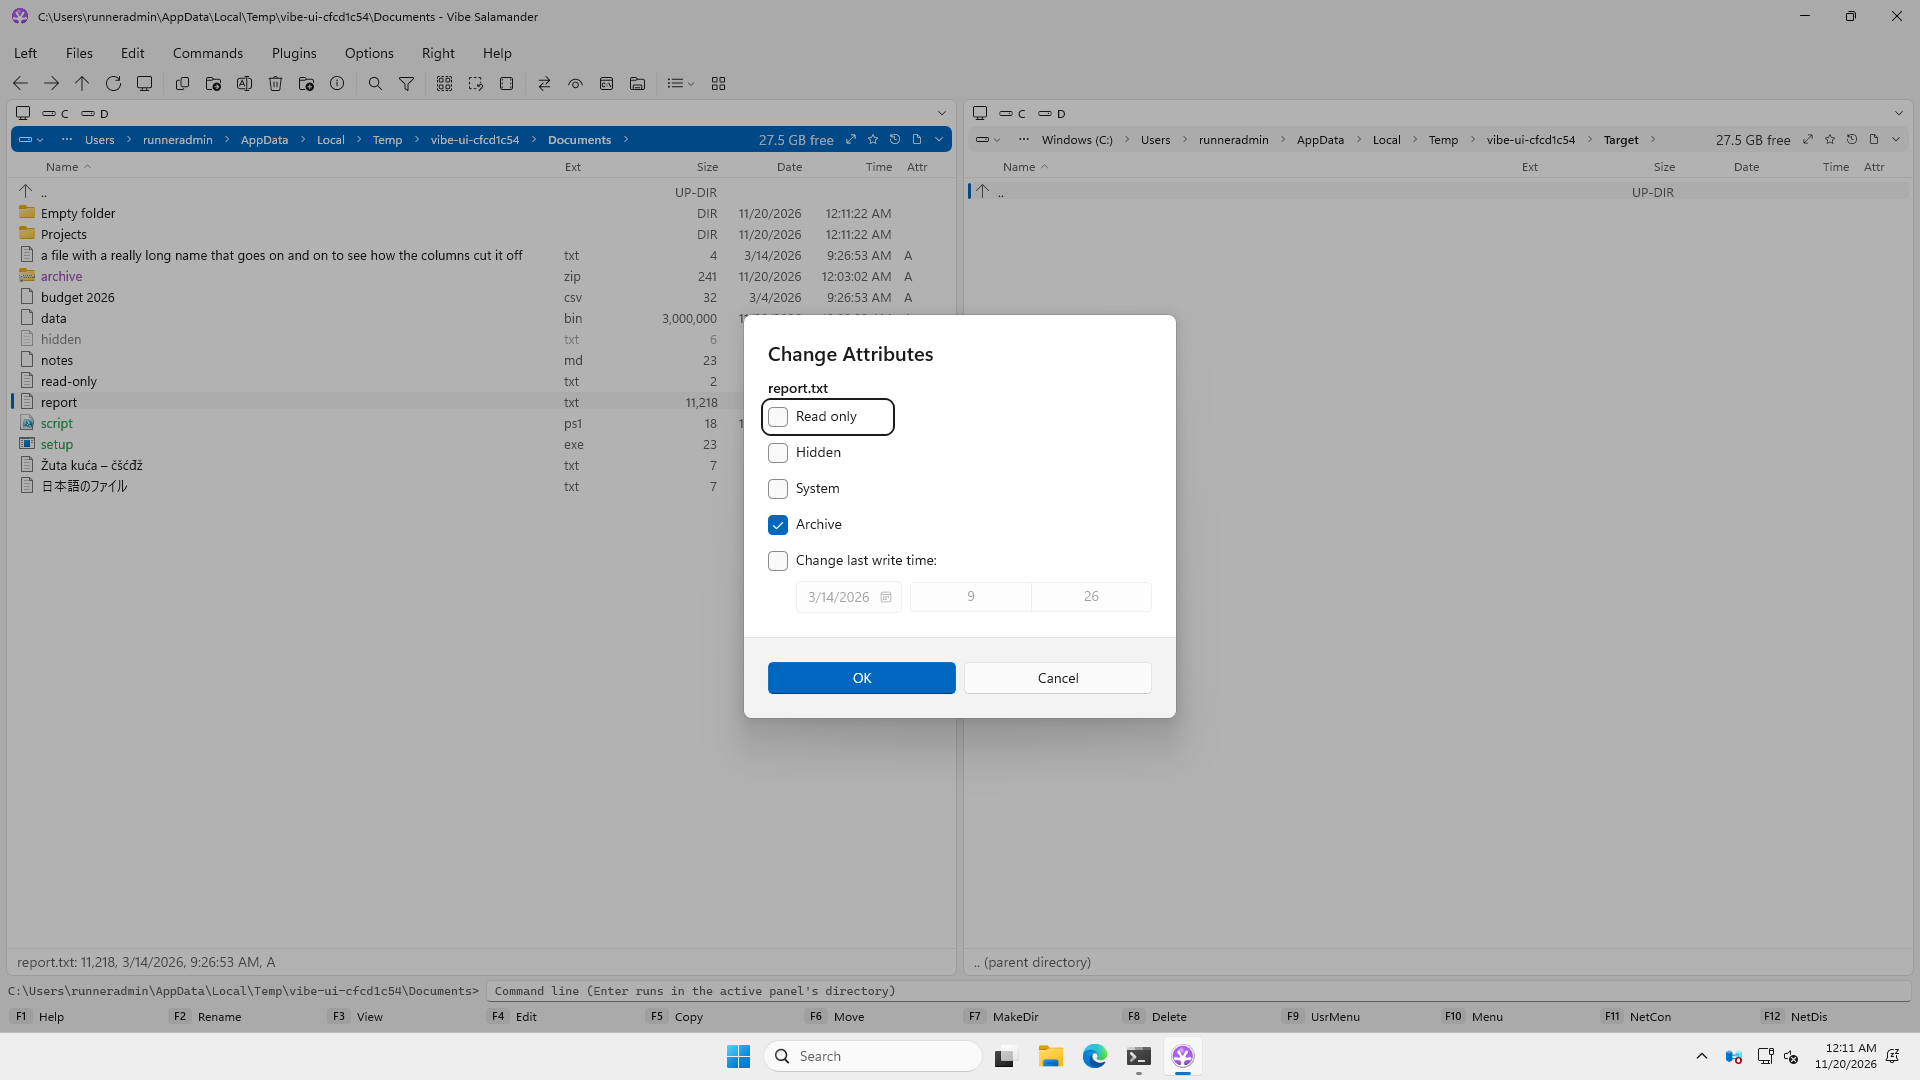 C:\Users\runneradmin\AppData\Local\Temp\vibe-ui-cfcd1c54\Documents - Vibe Salamander
Left Files Edit Commands Plugins Options Right Help
C D
Users runneradmin AppData Local Temp vibe-ui-cfcd1c54 Documents 27.5 GB free
Name Ext Size Date Time Attr
.. UP-DIR
Empty folder DIR 11/20/2026 12:11:22 AM
Projects DIR 11/20/2026 12:11:22 AM
a file with a really long name that goes on and on to see how the columns cut it off txt 4 3/14/2026 9:26:53 AM A
archive zip 241 11/20/2026 12:03:02 AM A
budget 2026 csv 32 3/4/2026 9:26:53 AM A
data bin 3,000,000
hidden txt 6
notes md 23
read-only txt 2
report txt 11,218
script ps1 18
setup exe 23
Žuta kuća – čšćđž txt 7
日本語のファイル txt 7
report.txt: 11,218, 3/14/2026, 9:26:53 AM, A
C D
Windows (C:) Users runneradmin AppData Local Temp vibe-ui-cfcd1c54 Target 27.5 GB free
Name Ext Size Date Time Attr
.. UP-DIR
.. (parent directory)
Change Attributes
report.txt
Read only
Hidden
System
Archive
Change last write time:
3/14/2026 9 26
OK Cancel
C:\Users\runneradmin\AppData\Local\Temp\vibe-ui-cfcd1c54\Documents> Command line (Enter runs in the active panel's directory)
F1 Help F2 Rename F3 View F4 Edit F5 Copy F6 Move F7 MakeDir F8 Delete F9 UsrMenu F10 Menu F11 NetCon F12 NetDis
Search
12:11 AM
11/20/2026